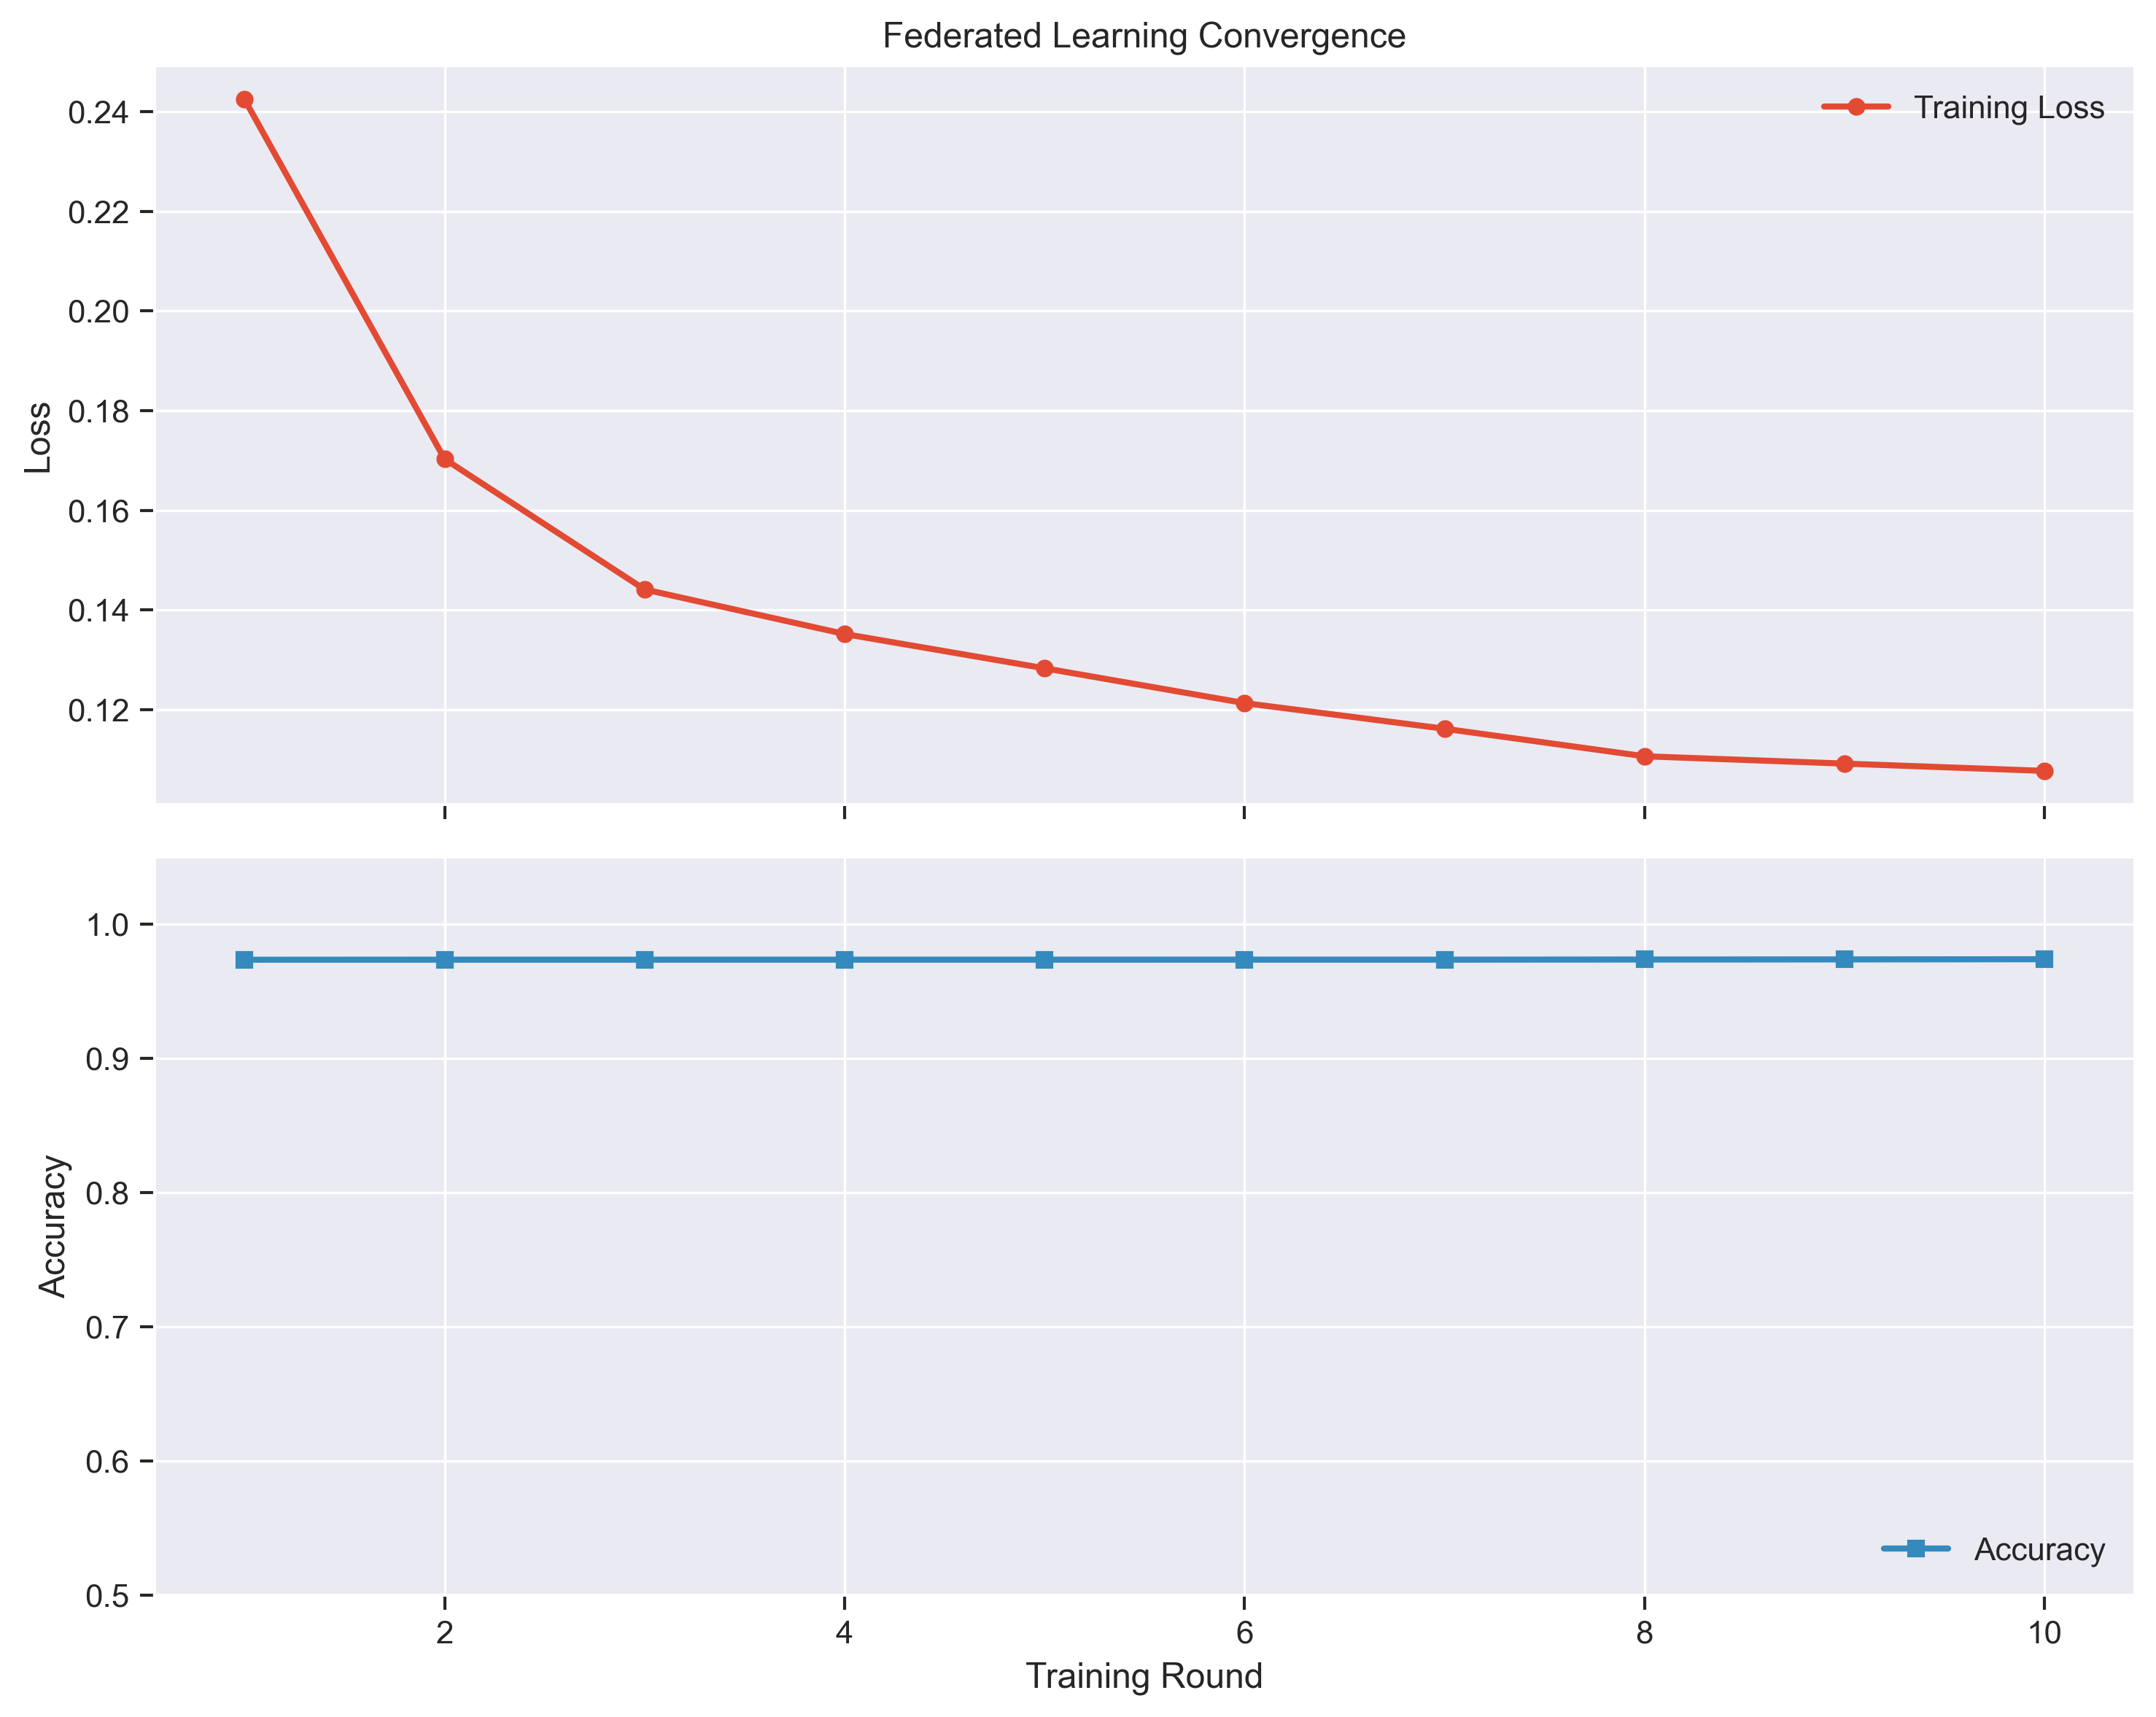 Federated Learning Convergence
Training Loss
0.24
0.22
0.20
0.18
0.16
0.14
0.12
Loss
1.0
0.9
0.8
0.7
0.6
0.5
Accuracy
Accuracy
2 4 6 8 10
Training Round